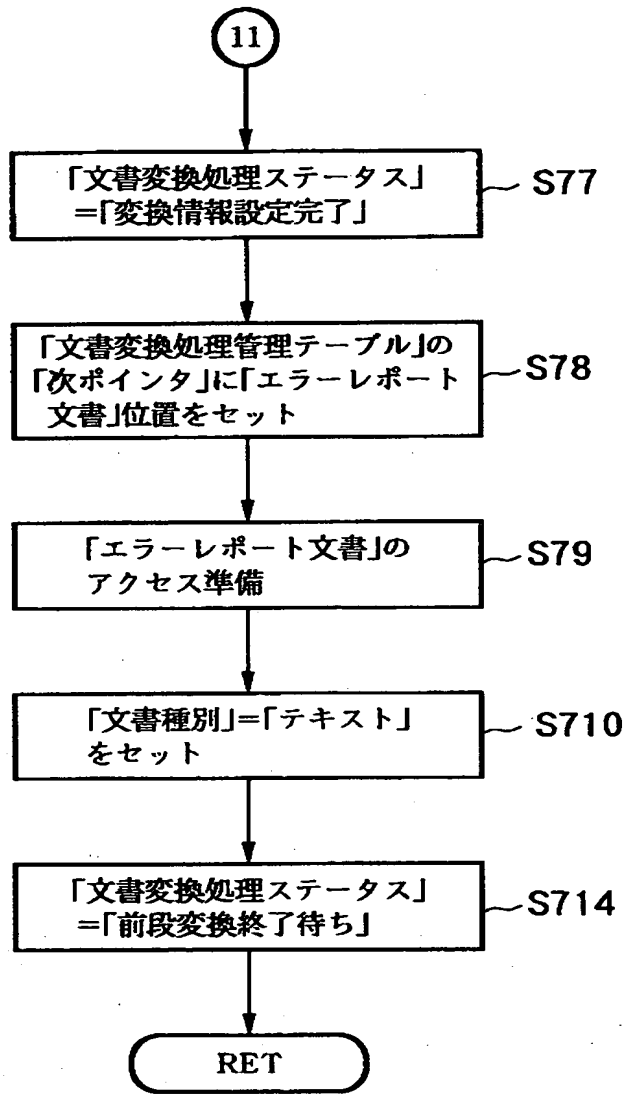 11
「文書変換処理ステータス」
=「変換情報設定完了」
S77
「文書変換処理管理テーブル」の
「次ポインタ」に「エラーレポート
文書」位置をセット
S78
「エラーレポート文書」の
アクセス準備
S79
「文書種別」=「テキスト」
をセット
S710
「文書変換処理ステータス」
=「前段変換終了待ち」
S714
RET